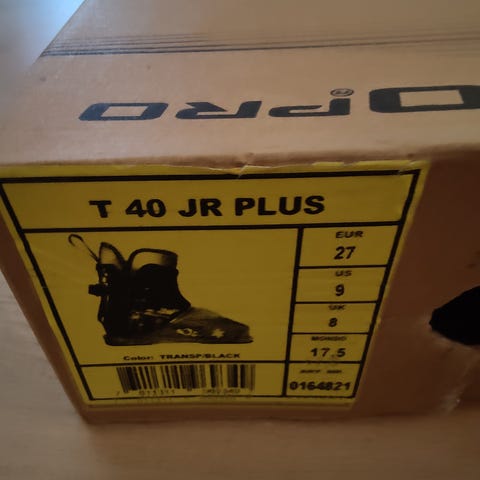 OPRO
T 40 JR PLUS
EUR
27
US
9
UK
8
MONDO
17.5
0164821
Color: TRANSP/BLACK